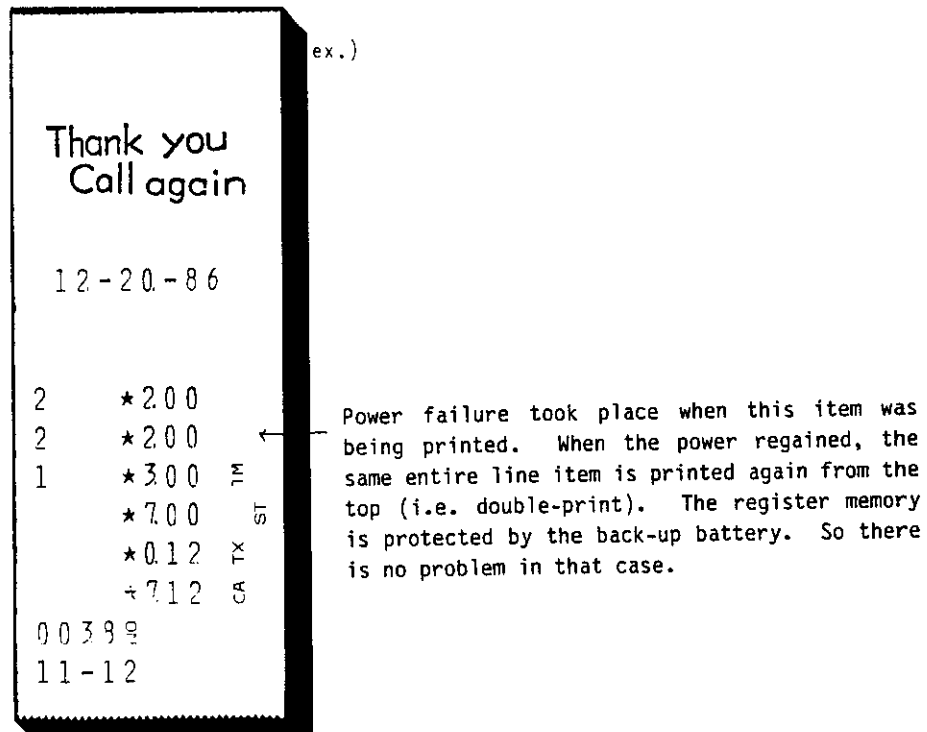 ex.)
Thank you
Call again
12-20-86
2 *2.00
2 *2.00
1 *3.00 TM
*7.00 ST
*0.12 TX
*7.12 CA
11-12
Power failure took place when this item was
being printed. When the power regained, the
same entire line item is printed again from the
top (i.e. double-print). The register memory
is protected by the back-up battery. So there
is no problem in that case.